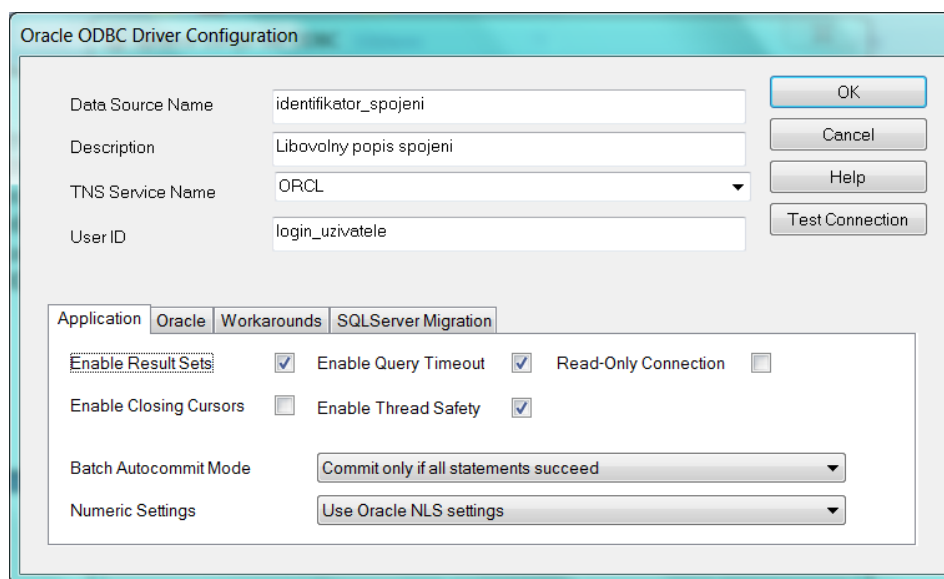 Oracle ODBC Driver Configuration
Data Source Name identifikator_spojeni OK
Description Libovolny popis spojeni Cancel
TNS Service Name ORCL Help
User ID login_uzivatele Test Connection
Application Oracle Workarounds SQLServer Migration
Enable Result Sets Enable Query Timeout Read-Only Connection
Enable Closing Cursors Enable Thread Safety
Batch Autocommit Mode Commit only if all statements succeed
Numeric Settings Use Oracle NLS settings